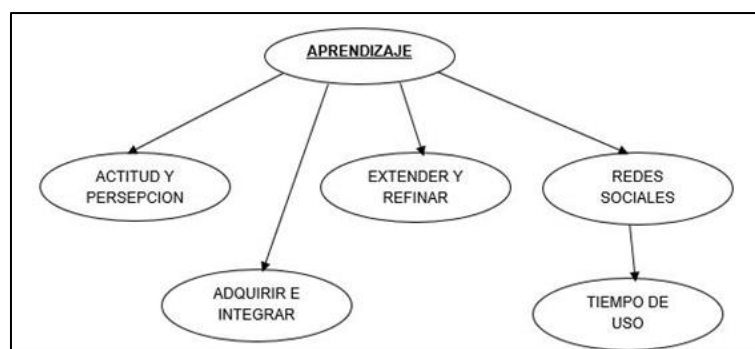 APRENDIZAJE
ACTITUD Y
PERSEPCION
EXTENDER Y
REFINAR
REDES
SOCIALES
ADQUIRIR E
INTEGRAR
TIEMPO DE
USO